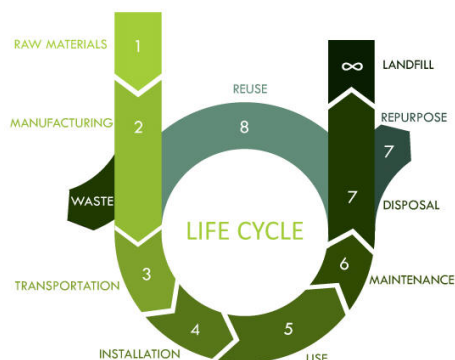 RAW MATERIALS
1
∞
LANDFILL
REUSE
MANUFACTURING
2
8
REPURPOSE
7
WASTE
7
DISPOSAL
LIFE CYCLE
3
6
TRANSPORTATION
MAINTENANCE
4
5
INSTALLATION
USE